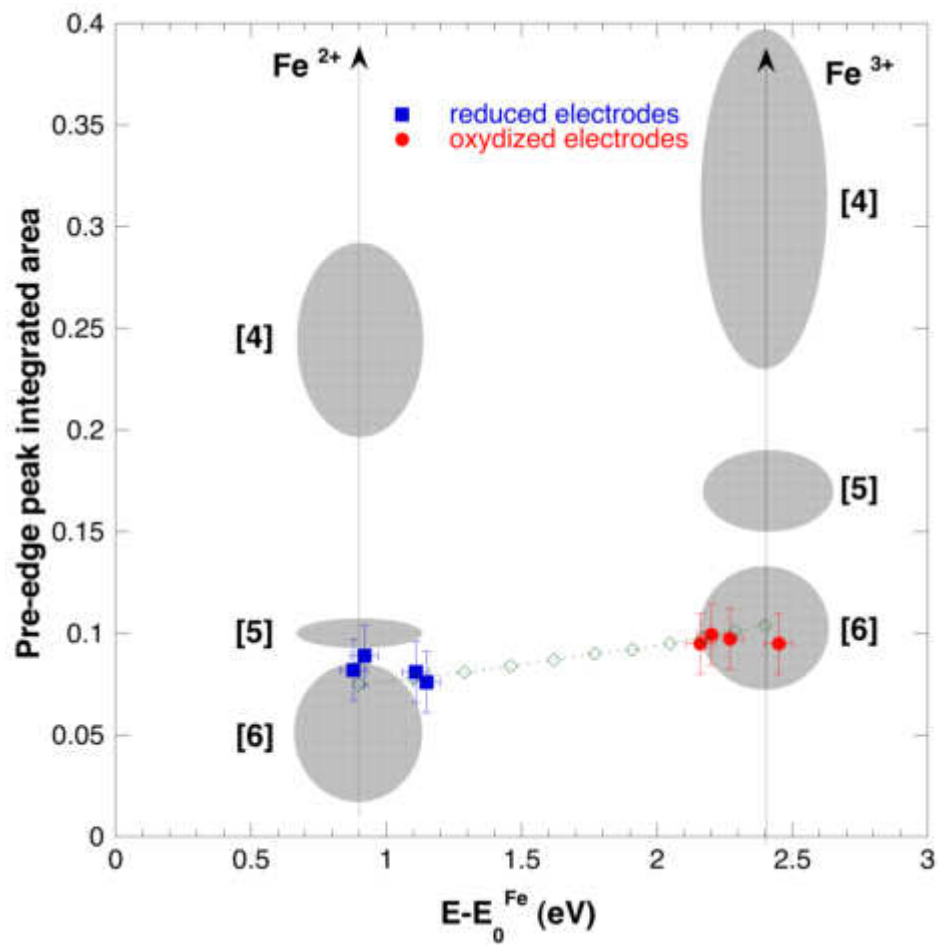 0.4
0.35
0.3
0.25
0.2
0.15
0.1
0.05
0
Pre-edge peak integrated area
Fe 2+
Fe 3+
reduced electrodes
oxydized electrodes
[4]
[4]
[5]
[5]
[6]
[6]
0 0.5 1 1.5 2 2.5 3
E-E0Fe (eV)